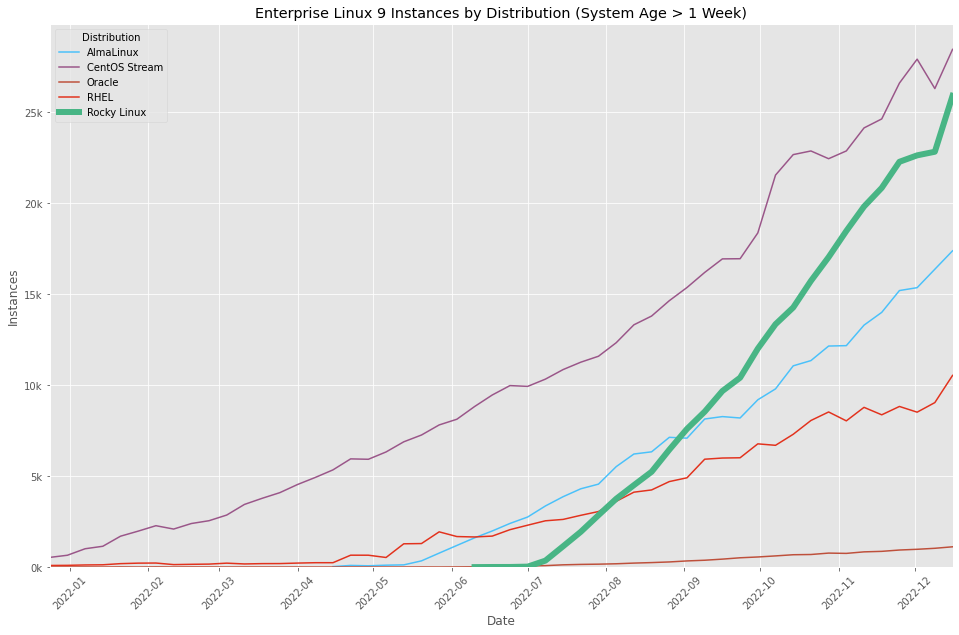 Enterprise Linux 9 Instances by Distribution (System Age > 1 Week)
Distribution
AlmaLinux
CentOS Stream
Oracle
RHEL
Rocky Linux
25k
20k
15k
10k
5k
0k
Instances
2022-01
2022-02
2022-03
2022-04
2022-05
2022-06
2022-07
2022-08
2022-09
2022-10
2022-11
2022-12
Date